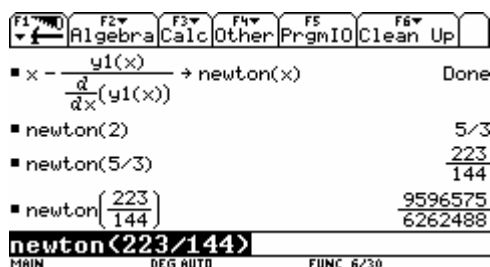 F1 F2 F3 F4 F5 F6
Algebra Calc Other PrgmIO Clean Up
▪ x - y1(x) / d/dx(y1(x)) → newton(x) Done
▪ newton(2) 5/3
▪ newton(5/3) 223/144
▪ newton(223/144) 9596575/6262488
newton(223/144)
MAIN DEG AUTO FUNC 6/30